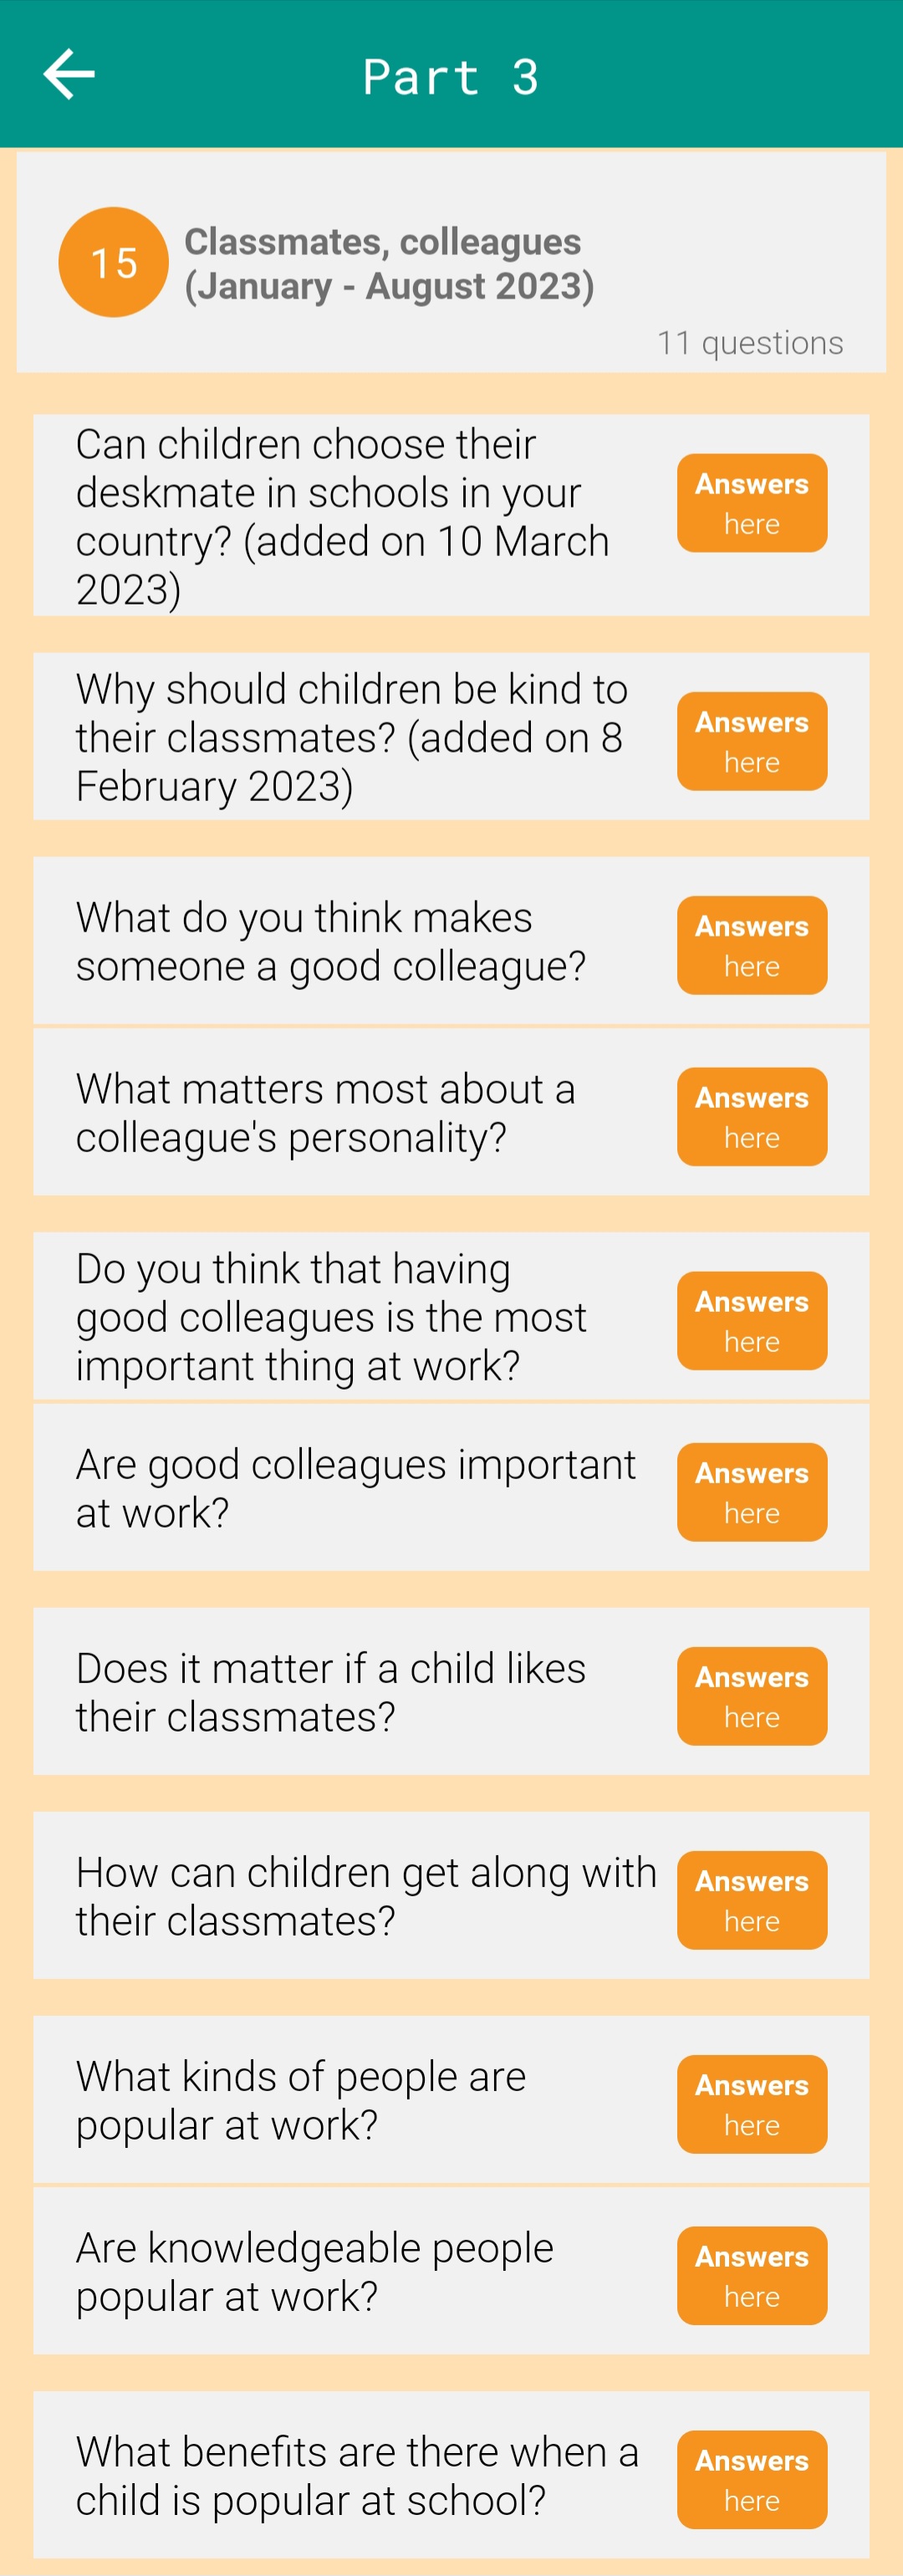 Part 3
15
Classmates, colleagues
(January - August 2023)
11 questions
Can children choose their
deskmate in schools in your
country? (added on 10 March
2023)
Answers
here
Why should children be kind to
their classmates? (added on 8
February 2023)
Answers
here
What do you think makes
someone a good colleague?
Answers
here
What matters most about a
colleague's personality?
Answers
here
Do you think that having
good colleagues is the most
important thing at work?
Answers
here
Are good colleagues important
at work?
Answers
here
Does it matter if a child likes
their classmates?
Answers
here
How can children get along with
their classmates?
Answers
here
What kinds of people are
popular at work?
Answers
here
Are knowledgeable people
popular at work?
Answers
here
What benefits are there when a
child is popular at school?
Answers
here